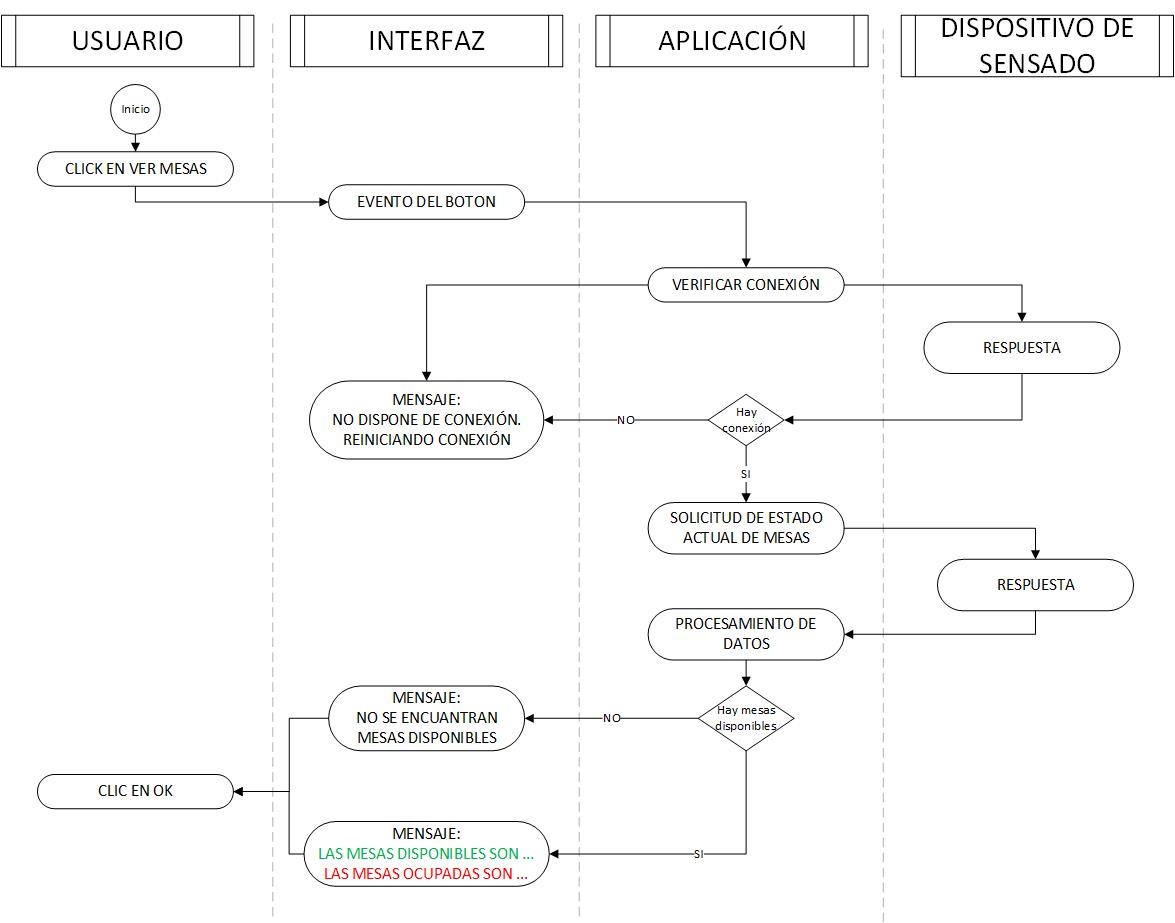 USUARIO
INTERFAZ
APLICACIÓN
DISPOSITIVO DE
SENSADO
Inicio
CLICK EN VER MESAS
EVENTO DEL BOTON
VERIFICAR CONEXIÓN
RESPUESTA
MENSAJE:
NO DISPONE DE CONEXIÓN.
REINICIANDO CONEXIÓN
NO
Hay
conexión
SI
SOLICITUD DE ESTADO
ACTUAL DE MESAS
RESPUESTA
PROCESAMIENTO DE
DATOS
MENSAJE:
NO SE ENCUANTRAN
MESAS DISPONIBLES
NO
Hay mesas
disponibles
CLIC EN OK
MENSAJE:
LAS MESAS DISPONIBLES SON ...
LAS MESAS OCUPADAS SON ...
SI